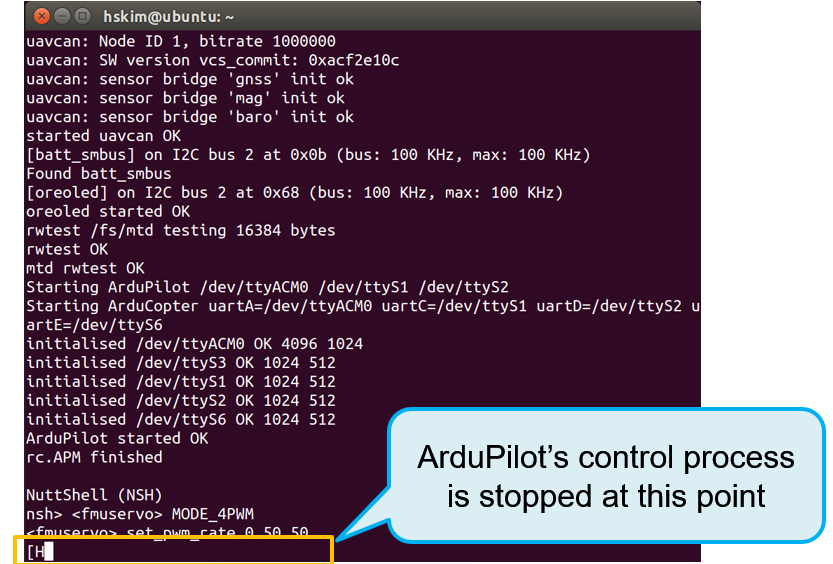 hskim@ubuntu: ~
uavcan: Node ID 1, bitrate 1000000
uavcan: SW version vcs_commit: 0xacf2e10c
uavcan: sensor bridge 'gnss' init ok
uavcan: sensor bridge 'mag' init ok
uavcan: sensor bridge 'baro' init ok
started uavcan OK
[batt_smbus] on I2C bus 2 at 0x0b (bus: 100 KHz, max: 100 KHz)
Found batt_smbus
[oreoled] on I2C bus 2 at 0x68 (bus: 100 KHz, max: 100 KHz)
oreoled started OK
rwtest /fs/mtd testing 16384 bytes
rwtest OK
mtd rwtest OK
Starting ArduPilot /dev/ttyACM0 /dev/ttyS1 /dev/ttyS2
Starting ArduCopter uartA=/dev/ttyACM0 uartC=/dev/ttyS1 uartD=/dev/ttyS2 u
artE=/dev/ttyS6
initialised /dev/ttyACM0 OK 4096 1024
initialised /dev/ttyS3 OK 1024 512
initialised /dev/ttyS1 OK 1024 512
initialised /dev/ttyS2 OK 1024 512
initialised /dev/ttyS6 OK 1024 512
ArduPilot started OK
rc.APM finished
NuttShell (NSH)
nsh> <fmuservo> MODE_4PWM
<fmuservo> set_pwm_rate 0 50 50
[H
ArduPilot’s control process
is stopped at this point